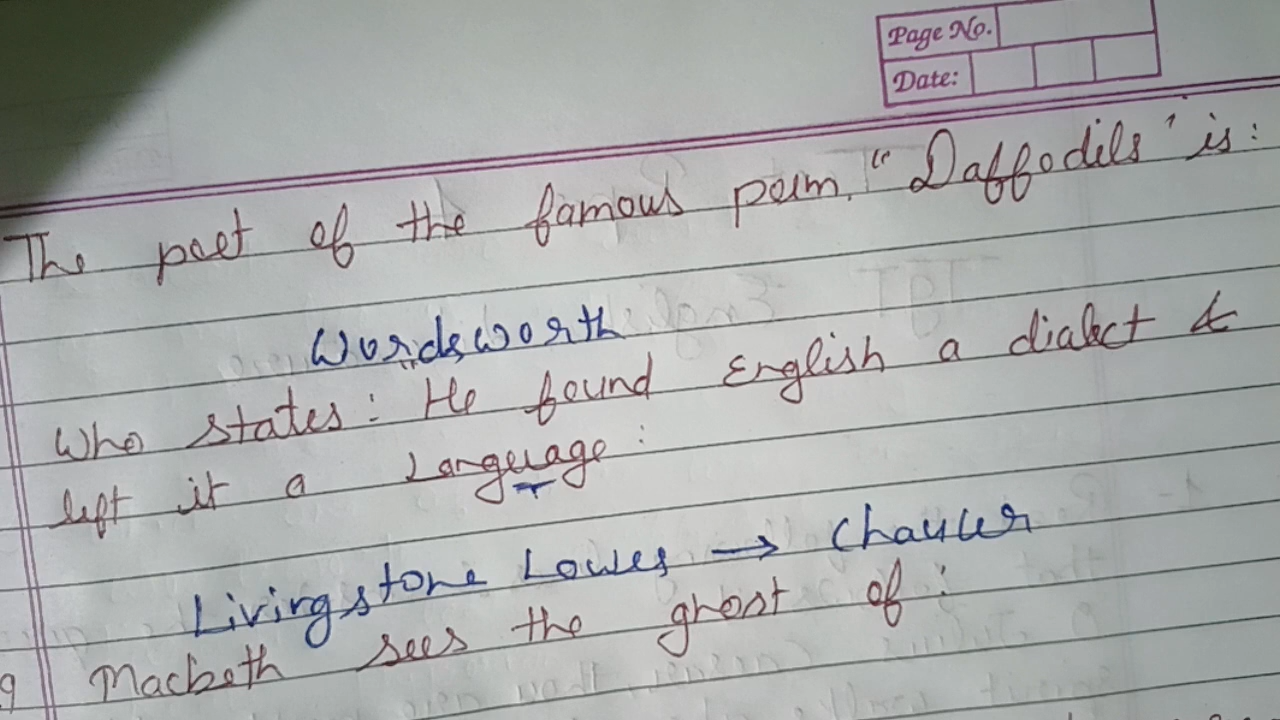 Page No.
Date:
The poet of the famous poem, "Daffodils" is:
Wordsworth
Who states: He found English a dialect &
left it a Language:
Livingstone Lowes → Chaucer
9 Macbeth sees the ghost of: